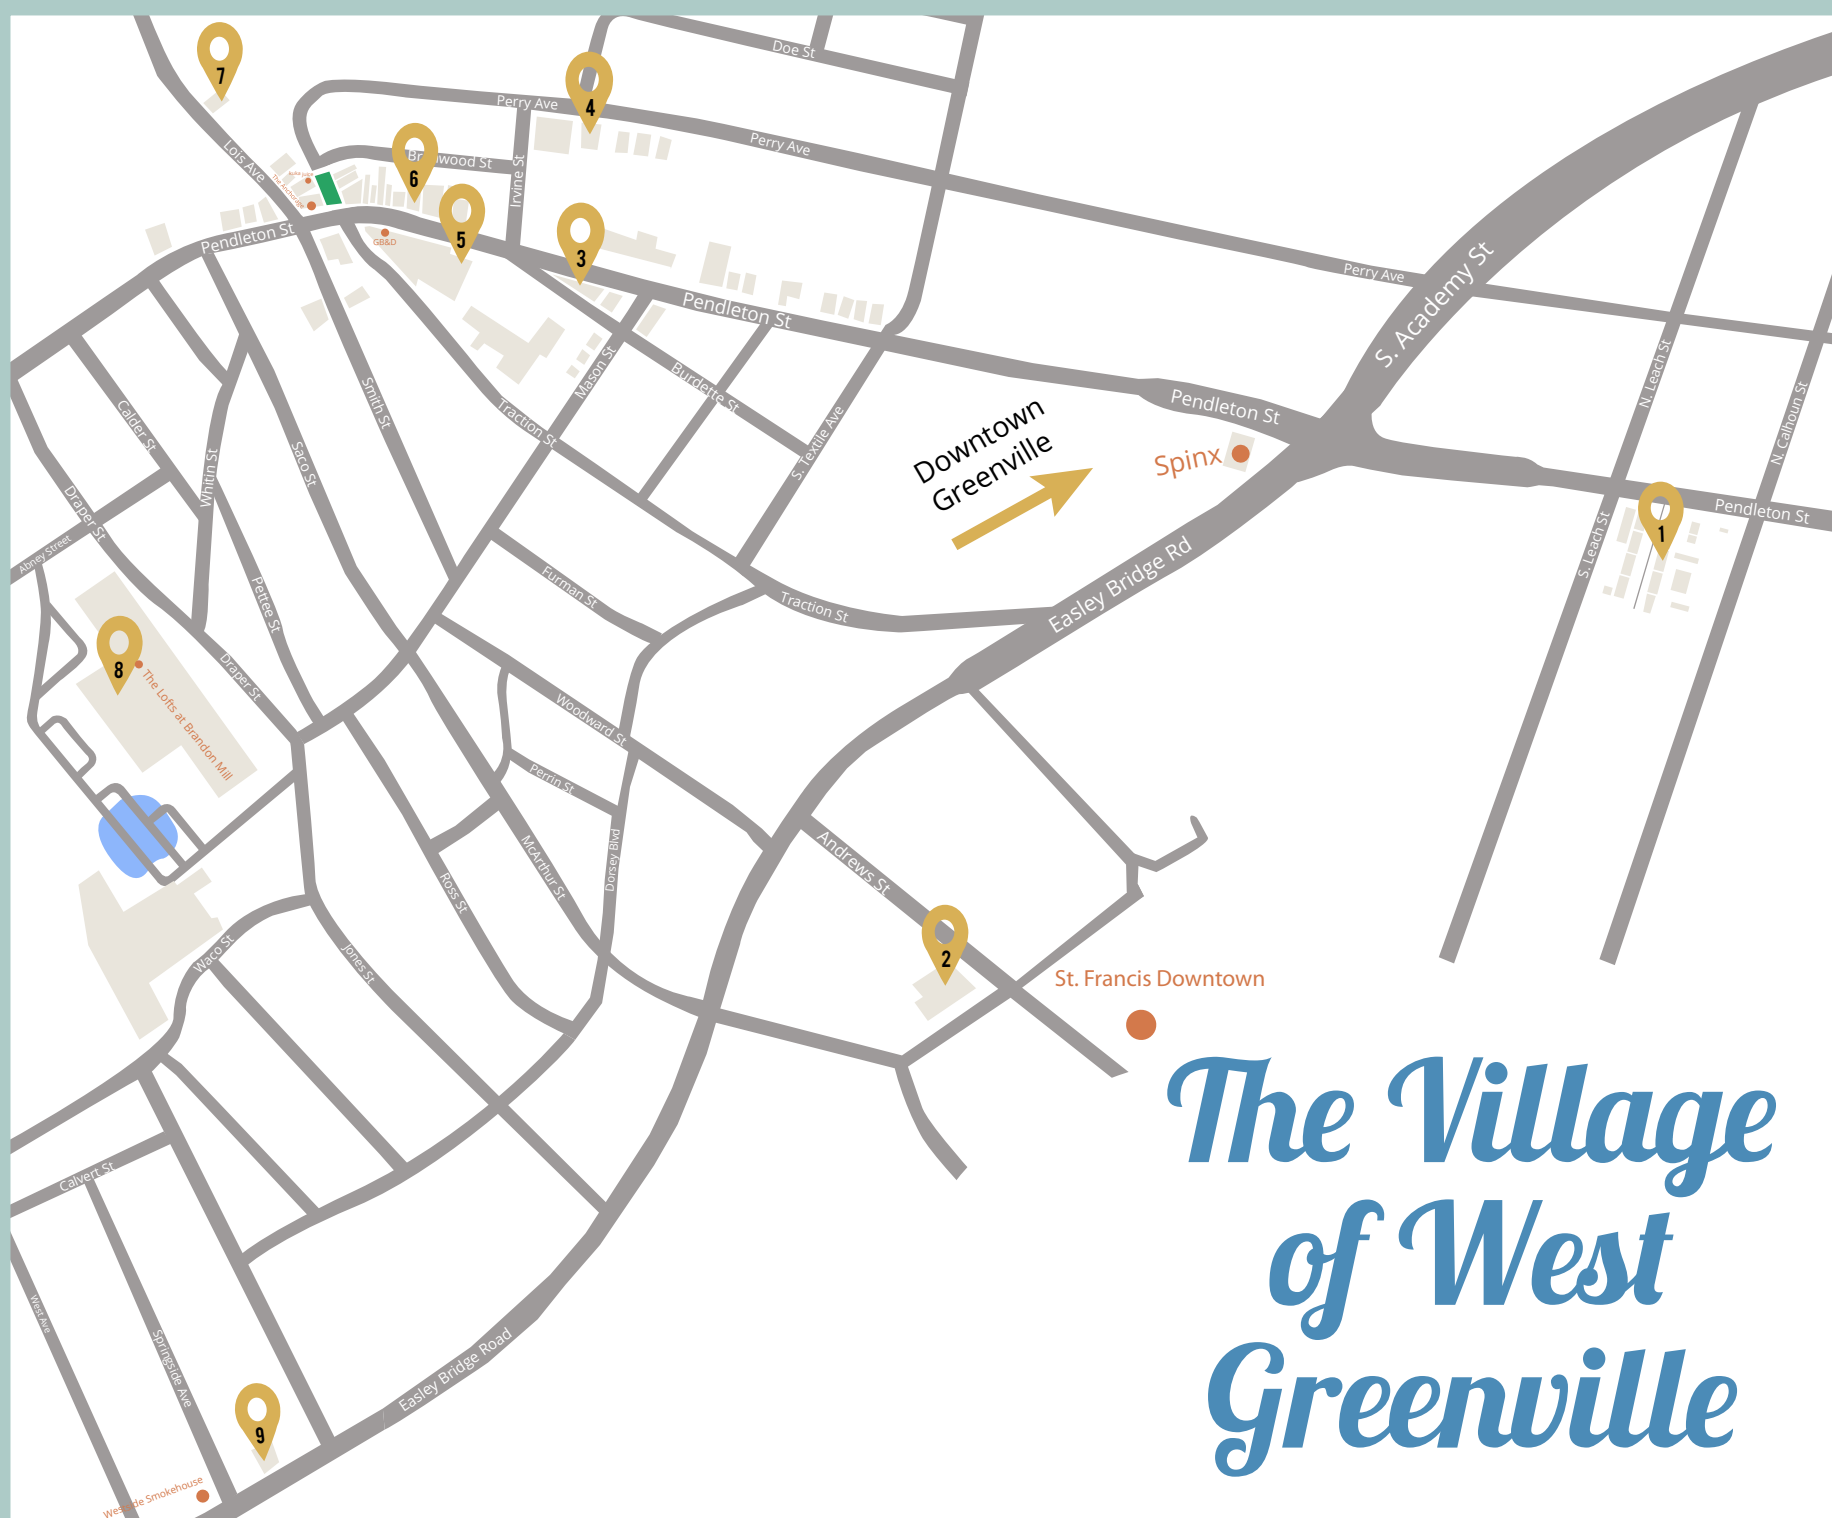 7
Doe St
4
Perry Ave
Perry Ave
Lois Ave
6
Irvine St
The Anchorage
5
3
GB&D
Pendleton St
Pendleton St
Perry Ave
S. Academy St
N. Leach St
N. Calhoun St
Calder St
Smith St
Mason St
Burdette St
Traction St
S. Textile Ave
Pendleton St
Downtown
Greenville
Spinx
Saco St
Whitin St
Draper St
Abney Street
1
Pendleton St
S. Leach St
Pettee St
Furman St
Traction St
Easley Bridge Rd
8
The Lofts at Brandon Mill
Draper St
Woodward St
Perrin St
McArthur St
Dorsey Blvd
Ross St
Andrews St
2
St. Francis Downtown
Waco St
Jones St
The Village
of West
Greenville
Calvert St
West Ave
Springside Ave
Easley Bridge Road
9
Smokehouse